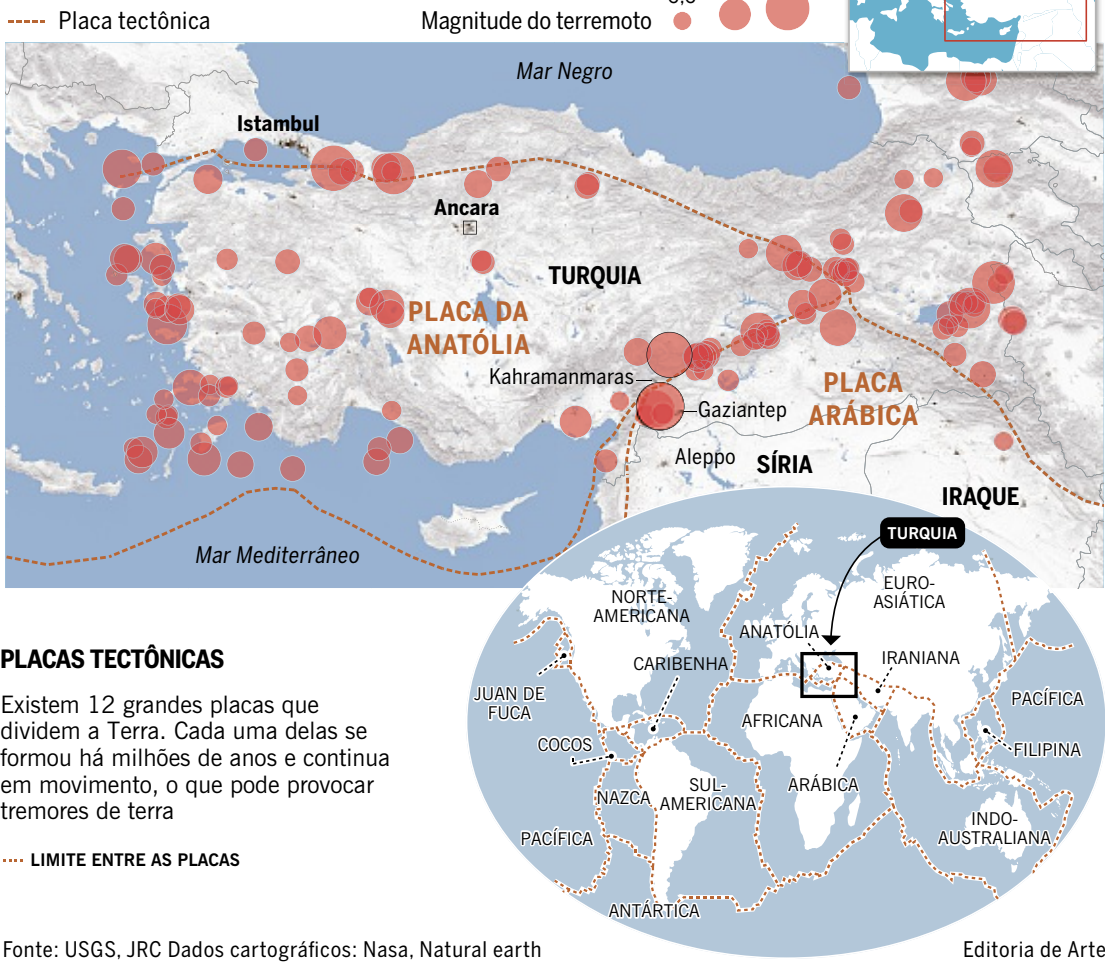 Placa tectônica
Magnitude do terremoto
Mar Negro
Istambul
Ancara
TURQUIA
PLACA DA
ANATÓLIA
Kahramanmaras
Gaziantep
PLACA
ARÁBICA
Aleppo
SÍRIA
IRAQUE
Mar Mediterrâneo
TURQUIA
EURO-
ASIÁTICA
NORTE-
AMERICANA
ANATÓLIA
CARIBENHA
IRANIANA
JUAN DE
FUCA
PACÍFICA
AFRICANA
COCOS
FILIPINA
ARÁBICA
NAZCA
SUL-
AMERICANA
INDO-
AUSTRALIANA
PACÍFICA
ANTÁRTICA
PLACAS TECTÔNICAS
Existem 12 grandes placas que
dividem a Terra. Cada uma delas se
formou há milhões de anos e continua
em movimento, o que pode provocar
tremores de terra
LIMITE ENTRE AS PLACAS
Fonte: USGS, JRC Dados cartográficos: Nasa, Natural earth
Editoria de Arte